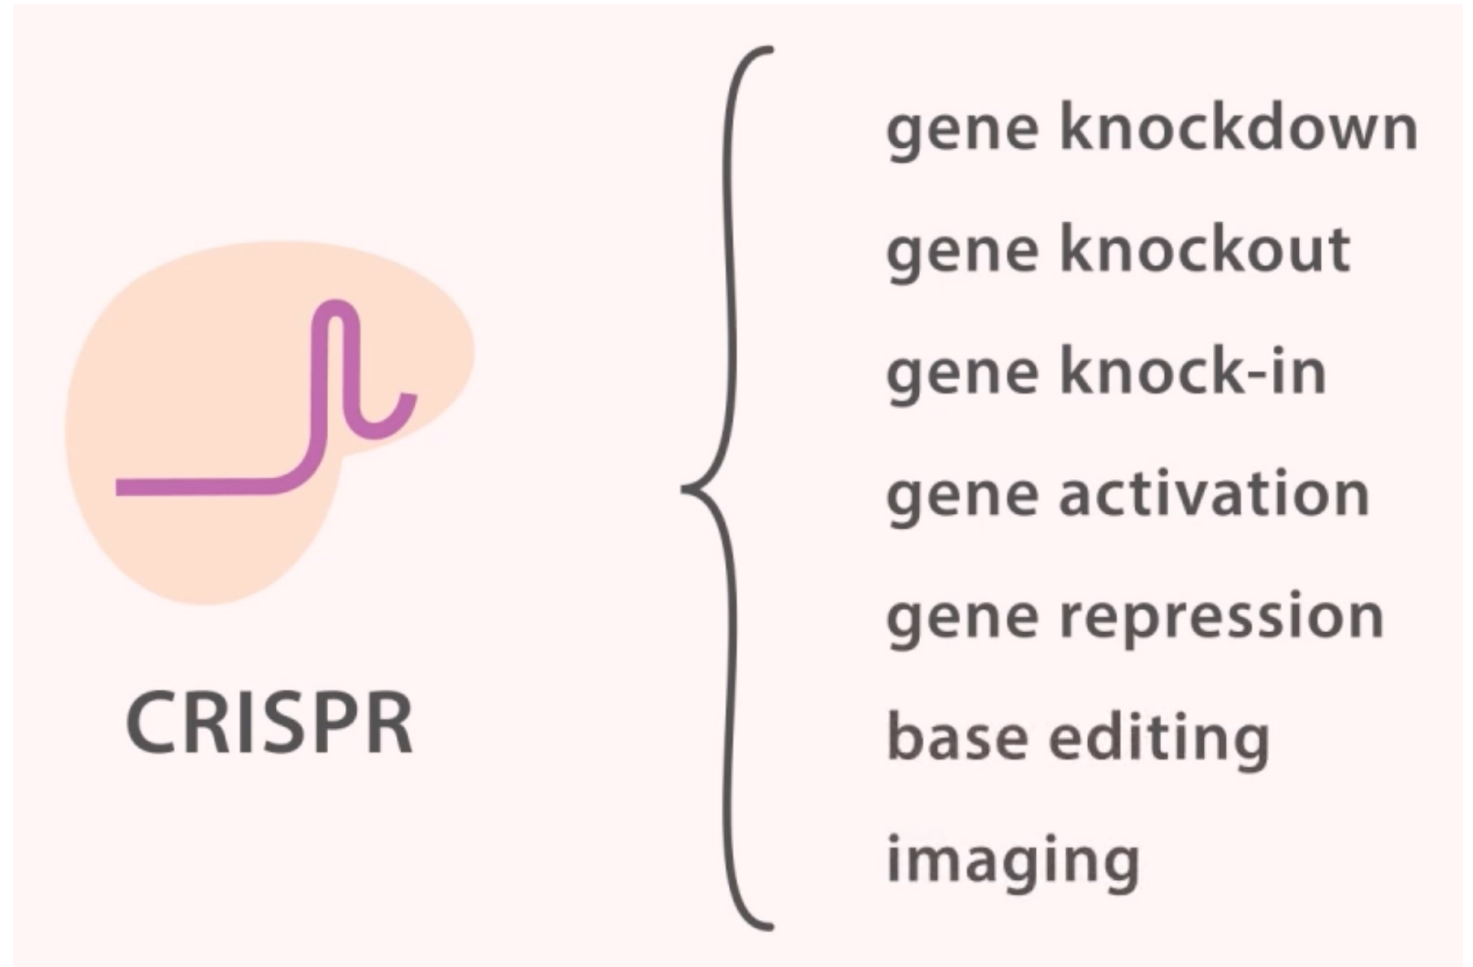 CRISPR
gene knockdown
gene knockout
gene knock-in
gene activation
gene repression
base editing
imaging